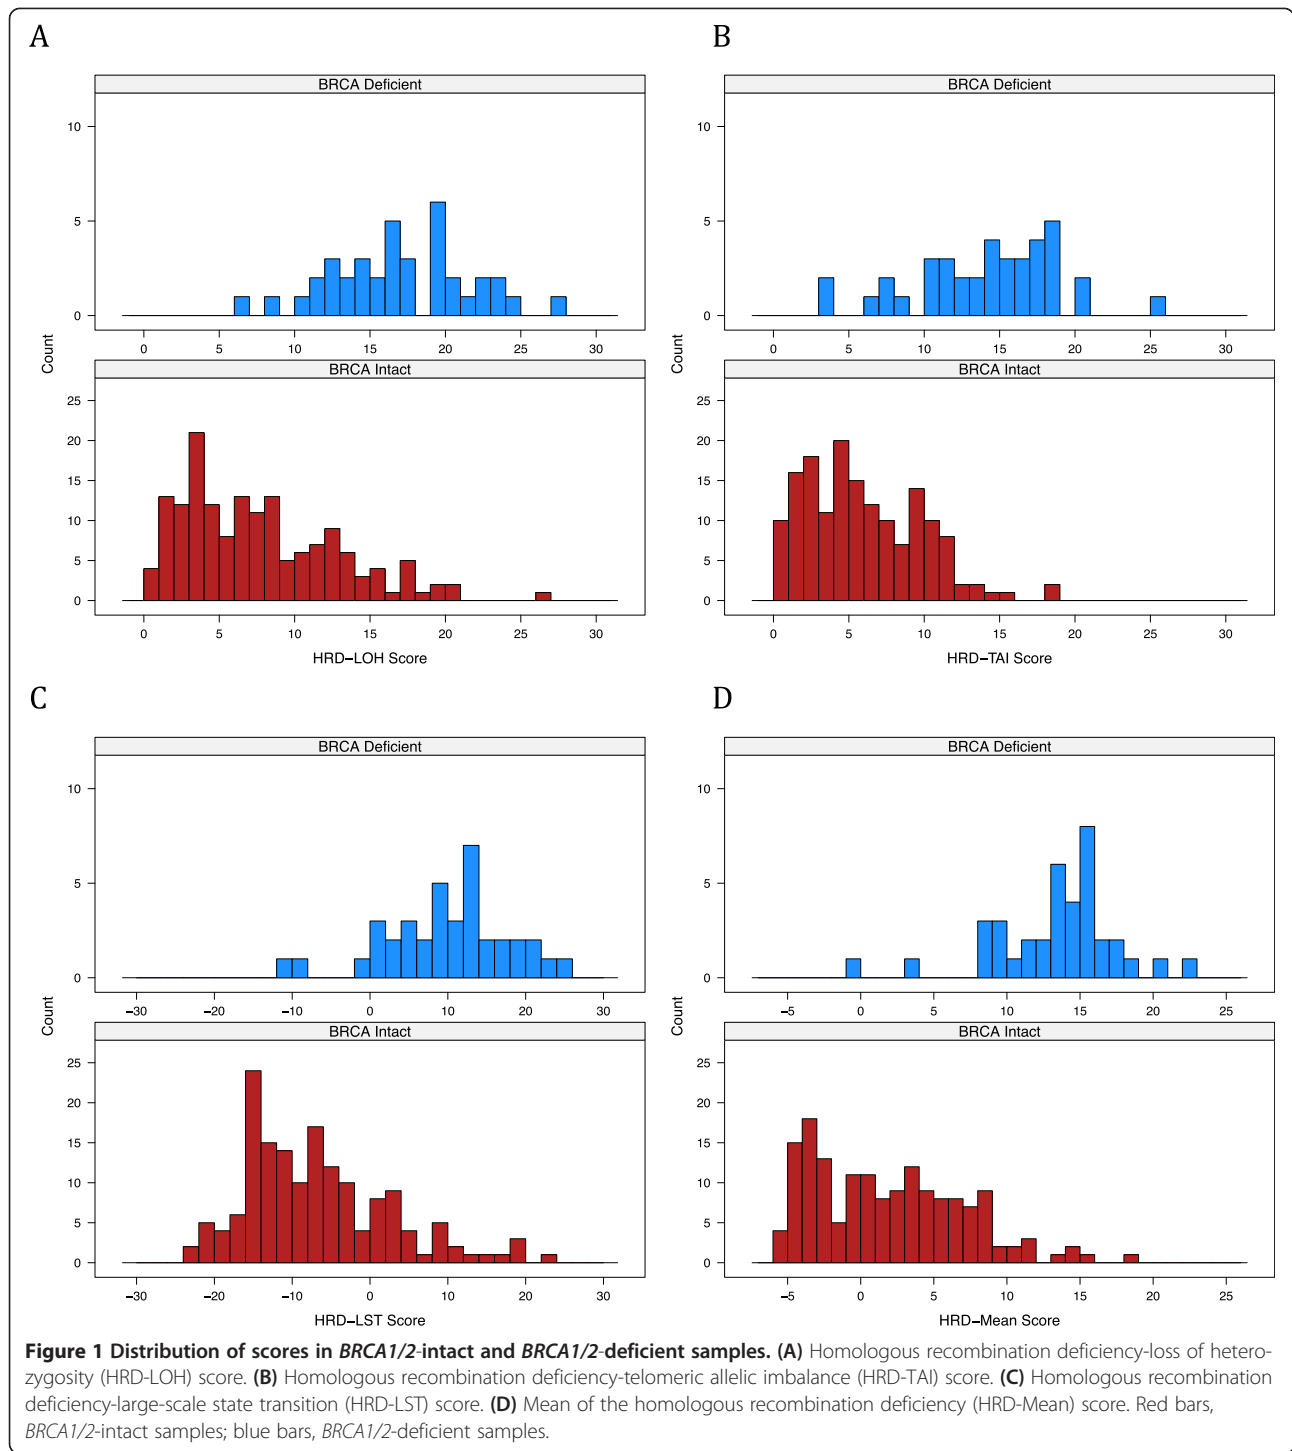 A
BRCA Deficient
10
5
0
0 5 10 15 20 25 30
BRCA Intact
25
20
15
10
5
0
0 5 10 15 20 25 30
Count
HRD−LOH Score
B
BRCA Deficient
10
5
0
0 5 10 15 20 25 30
BRCA Intact
25
20
15
10
5
0
0 5 10 15 20 25 30
Count
HRD−TAI Score
C
BRCA Deficient
10
5
0
−30 −20 −10 0 10 20 30
BRCA Intact
25
20
15
10
5
0
−30 −20 −10 0 10 20 30
Count
HRD−LST Score
D
BRCA Deficient
10
5
0
−5 0 5 10 15 20 25
BRCA Intact
25
20
15
10
5
0
−5 0 5 10 15 20 25
Count
HRD−Mean Score
Figure 1 Distribution of scores in BRCA1/2-intact and BRCA1/2-deficient samples. (A) Homologous recombination deficiency-loss of hetero-
zygosity (HRD-LOH) score. (B) Homologous recombination deficiency-telomeric allelic imbalance (HRD-TAI) score. (C) Homologous recombination
deficiency-large-scale state transition (HRD-LST) score. (D) Mean of the homologous recombination deficiency (HRD-Mean) score. Red bars,
BRCA1/2-intact samples; blue bars, BRCA1/2-deficient samples.